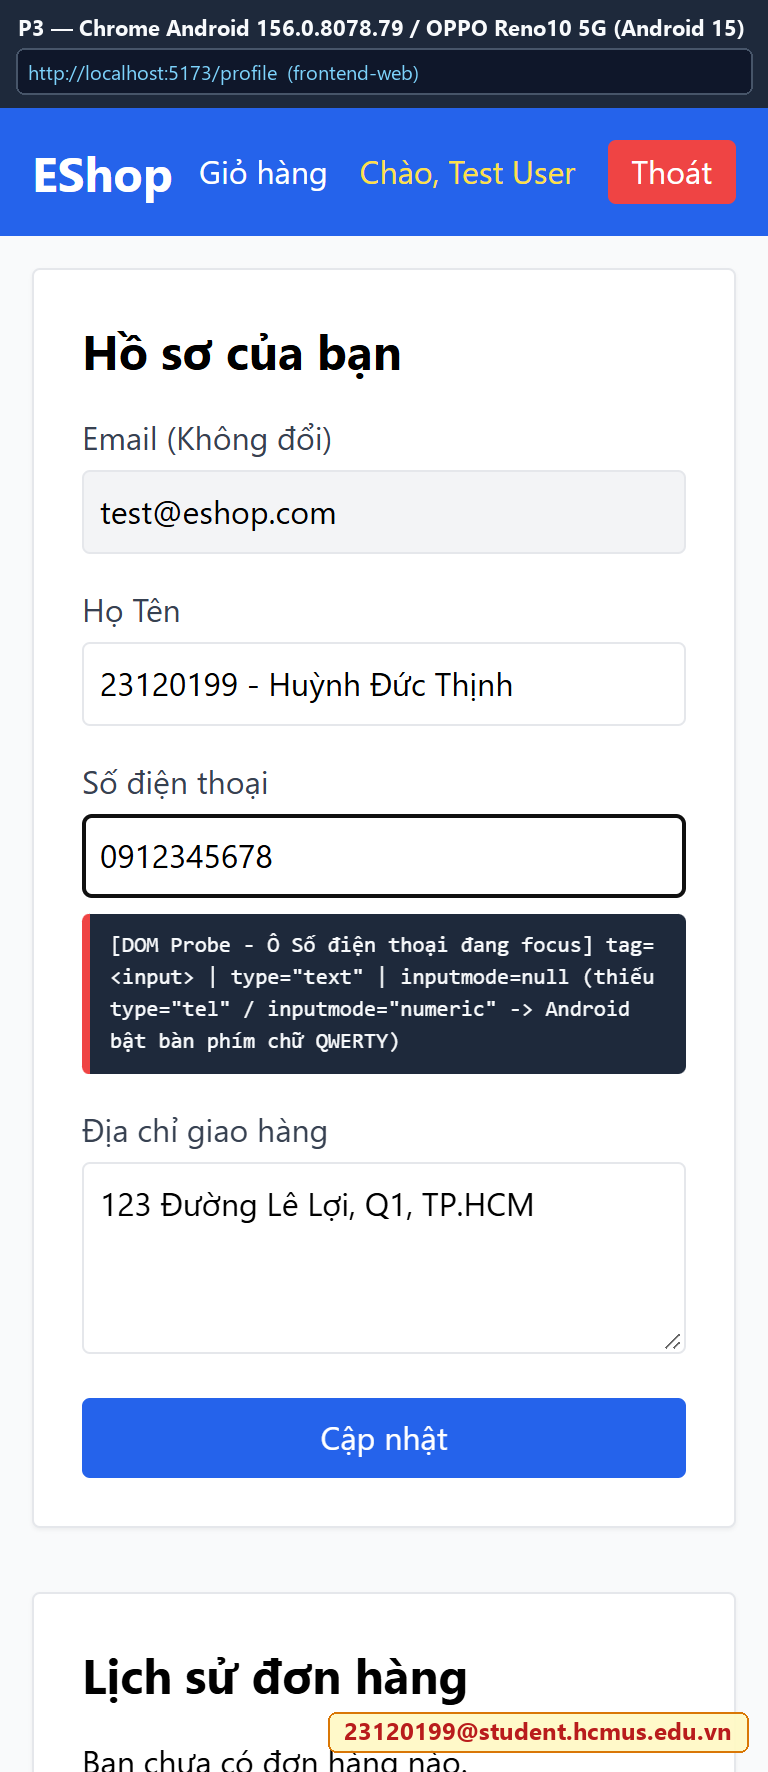 P3 — Chrome Android 156.0.8078.79 / OPPO Reno10 5G (Android 15)
http://localhost:5173/profile (frontend-web)
EShop Giỏ hàng Chào, Test User Thoát
Hồ sơ của bạn
Email (Không đổi)
test@eshop.com
Họ Tên
23120199 - Huỳnh Đức Thịnh
Số điện thoại
0912345678
[DOM Probe - Ô Số điện thoại đang focus] tag=
<input> | type="text" | inputmode=null (thiếu
type="tel" / inputmode="numeric" -> Android
bật bàn phím chữ QWERTY)
Địa chỉ giao hàng
123 Đường Lê Lợi, Q1, TP.HCM
Cập nhật
Lịch sử đơn hàng
23120199@student.hcmus.edu.vn
Bạn chưa có đơn hàng nào.